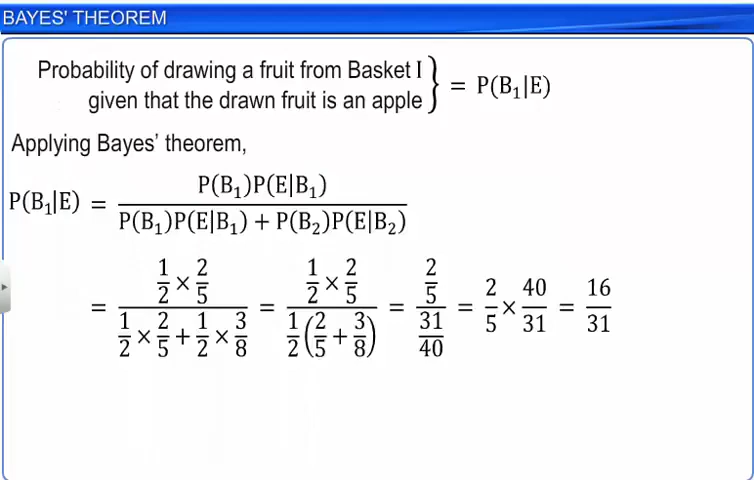 BAYES' THEOREM
Probability of drawing a fruit from Basket I
given that the drawn fruit is an apple } = P(B₁|E)
Applying Bayes’ theorem,
P(B₁|E) = P(B₁)P(E|B₁) / P(B₁)P(E|B₁) + P(B₂)P(E|B₂)
= (1/2 × 2/5) / (1/2 × 2/5 + 1/2 × 3/8) = (1/2 × 2/5) / (1/2 (2/5 + 3/8)) = (2/5) / (31/40) = 2/5 × 40/31 = 16/31